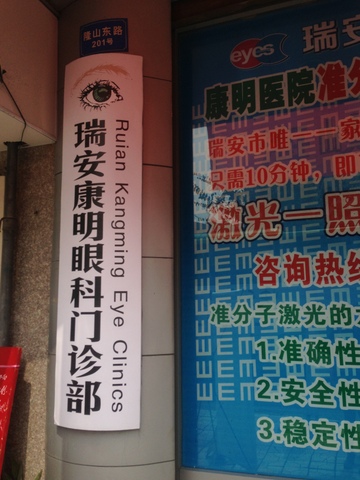 隆山东路
201号
瑞安康明眼科门诊部
Ruian Kangming Eye Clinics
eyes
瑞安
康明医院准分
瑞安市唯一一家
只需10分钟，即
激光一照
咨询热线
准分子激光的
1.准确性
2.安全性
3.稳定性